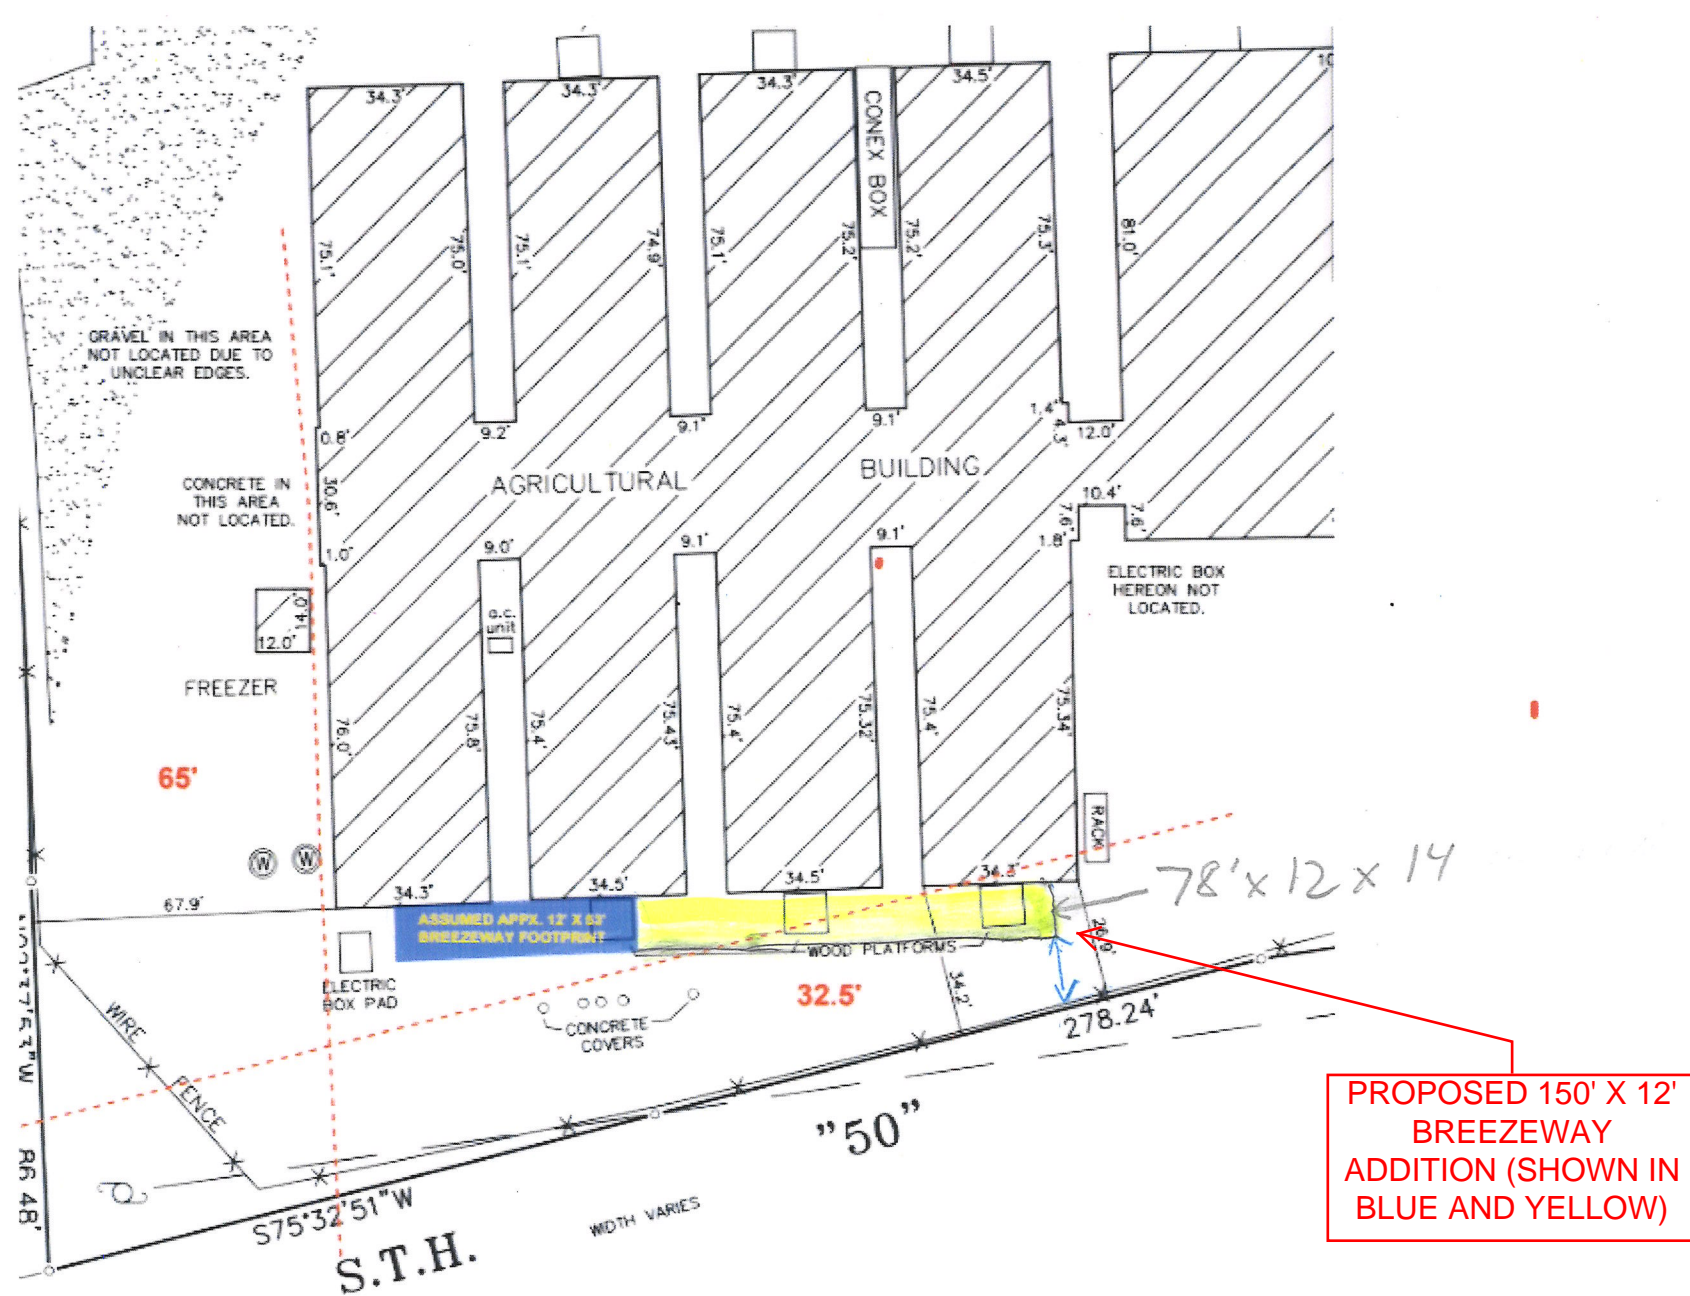 34.3'
34.3'
34.3'
34.5'
10
CONEX BOX
75.1'
75.0'
75.1'
74.9'
75.1'
75.2'
75.2'
75.3'
81.0'
GRAVEL IN THIS AREA
NOT LOCATED DUE TO
UNCLEAR EDGES.
0.8'
9.2'
9.1'
9.1'
1.4'
4.3'
12.0'
AGRICULTURAL
BUILDING
CONCRETE IN
THIS AREA
NOT LOCATED.
30.6'
10.4'
7.6'
7.6'
1.0'
9.0'
9.1'
9.1'
1.8'
ELECTRIC BOX
HEREON NOT
LOCATED.
14.0'
12.0'
a.c.
unit
FREEZER
76.0'
75.8'
75.4'
75.43'
75.4'
75.32'
75.4'
75.34'
65'
RACK
W
W
34.3'
34.5'
34.5'
34.3'
78' x 12 x 14
67.9'
ASSUMED APPX. 12' X 63'
BREEZEWAY FOOTPRINT
WOOD PLATFORMS
26.9'
34.2'
ELECTRIC
BOX PAD
32.5'
CONCRETE
COVERS
278.24'
WIRE
FENCE
"50"
PROPOSED 150' X 12'
BREEZEWAY
ADDITION (SHOWN IN
BLUE AND YELLOW)
86.48'
S75°32'51"W
WIDTH VARIES
S.T.H.